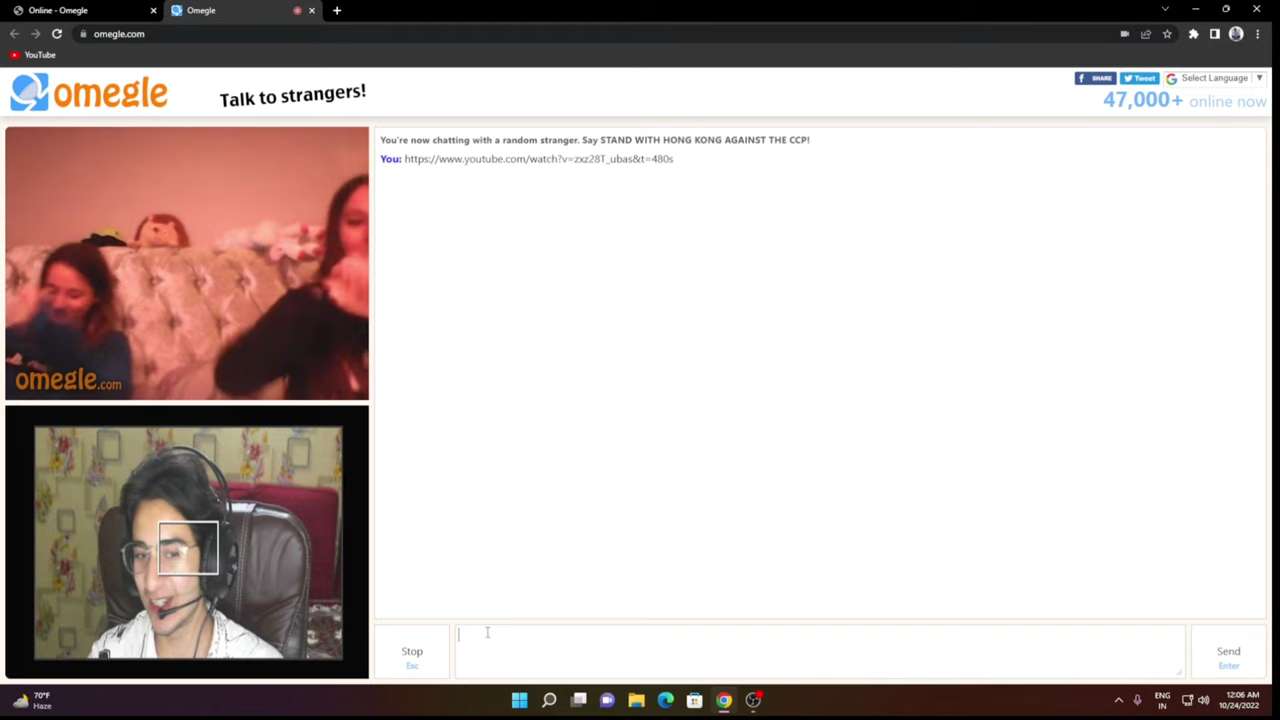 Online - Omegle
Omegle
omegle.com
YouTube
omegle
Talk to strangers!
SHARE
Tweet
Select Language
47,000+ online now
You're now chatting with a random stranger. Say STAND WITH HONG KONG AGAINST THE CCP!
You: https://www.youtube.com/watch?v=zxz28T_ubas&t=480s
omegle.com
Stop
Esc
Send
Enter
70°F
Haze
ENG
IN
12:06 AM
10/24/2022